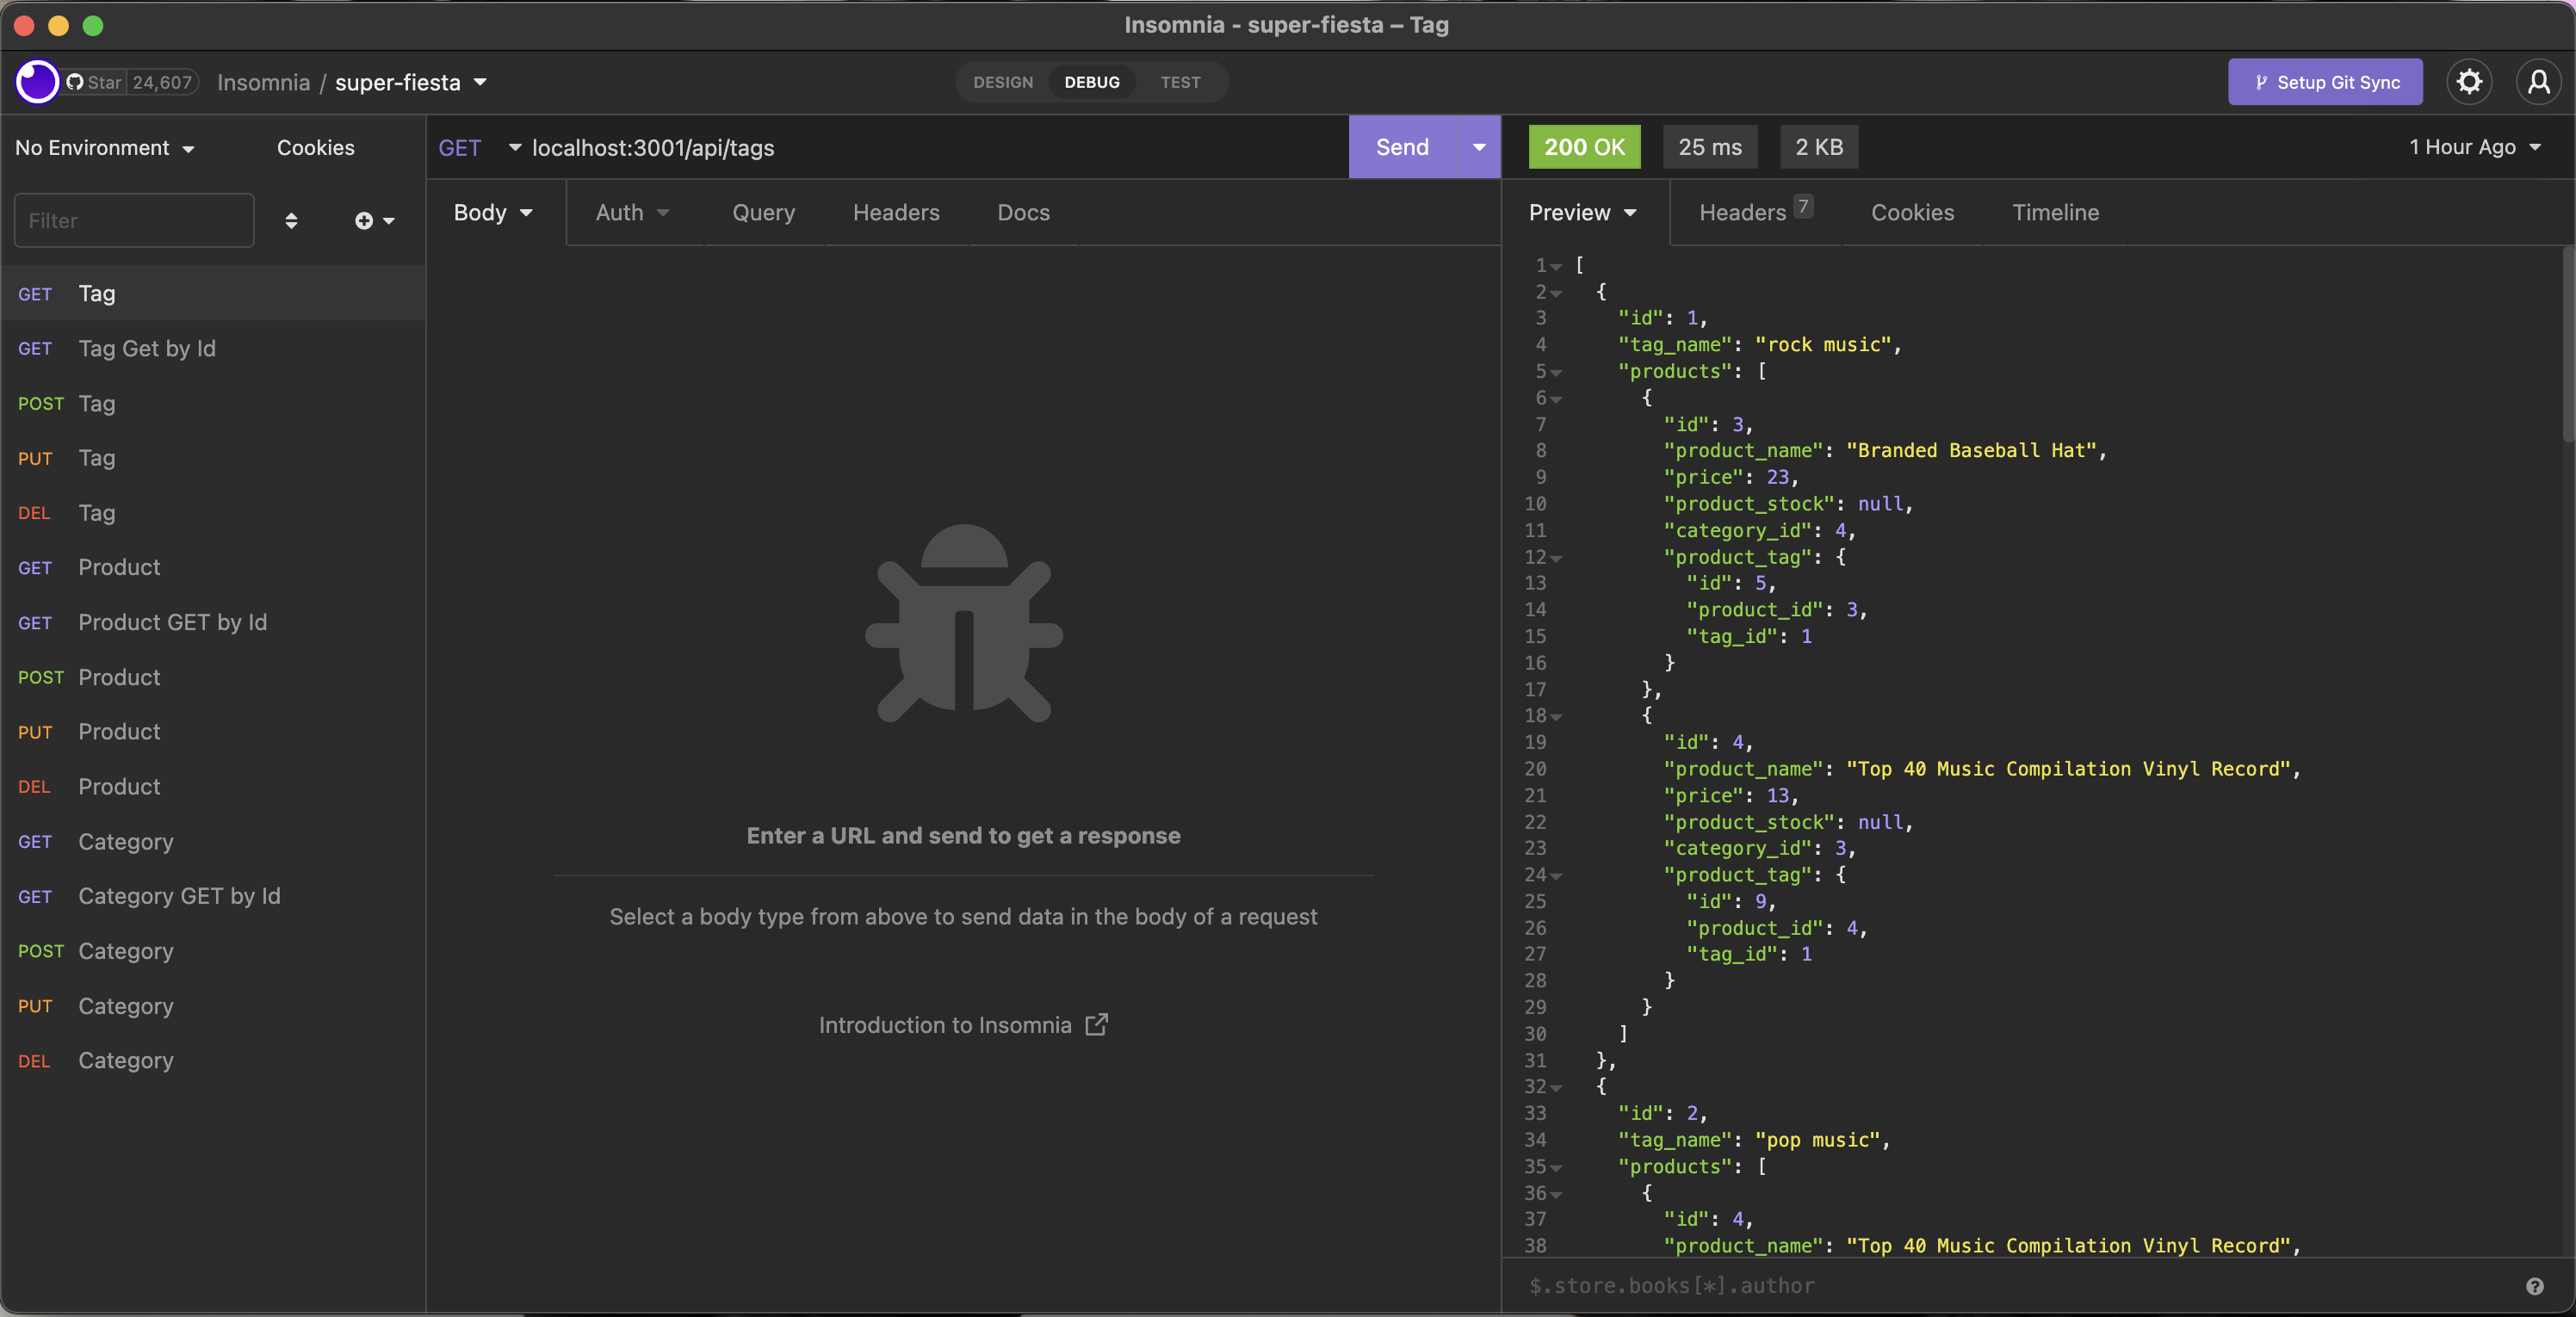 Insomnia - super-fiesta – Tag
Star 24,607
Insomnia / super-fiesta
DESIGN DEBUG TEST
Setup Git Sync
No Environment Cookies
Filter
GET Tag
GET Tag Get by Id
POST Tag
PUT Tag
DEL Tag
GET Product
GET Product GET by Id
POST Product
PUT Product
DEL Product
GET Category
GET Category GET by Id
POST Category
PUT Category
DEL Category
GET localhost:3001/api/tags Send
Body Auth Query Headers Docs
Enter a URL and send to get a response
Select a body type from above to send data in the body of a request
Introduction to Insomnia
200 OK 25 ms 2 KB 1 Hour Ago
Preview Headers 7 Cookies Timeline
1 [
2 {
3 "id": 1,
4 "tag_name": "rock music",
5 "products": [
6 {
7 "id": 3,
8 "product_name": "Branded Baseball Hat",
9 "price": 23,
10 "product_stock": null,
11 "category_id": 4,
12 "product_tag": {
13 "id": 5,
14 "product_id": 3,
15 "tag_id": 1
16 }
17 },
18 {
19 "id": 4,
20 "product_name": "Top 40 Music Compilation Vinyl Record",
21 "price": 13,
22 "product_stock": null,
23 "category_id": 3,
24 "product_tag": {
25 "id": 9,
26 "product_id": 4,
27 "tag_id": 1
28 }
29 }
30 ]
31 },
32 {
33 "id": 2,
34 "tag_name": "pop music",
35 "products": [
36 {
37 "id": 4,
38 "product_name": "Top 40 Music Compilation Vinyl Record",
$.store.books[*].author